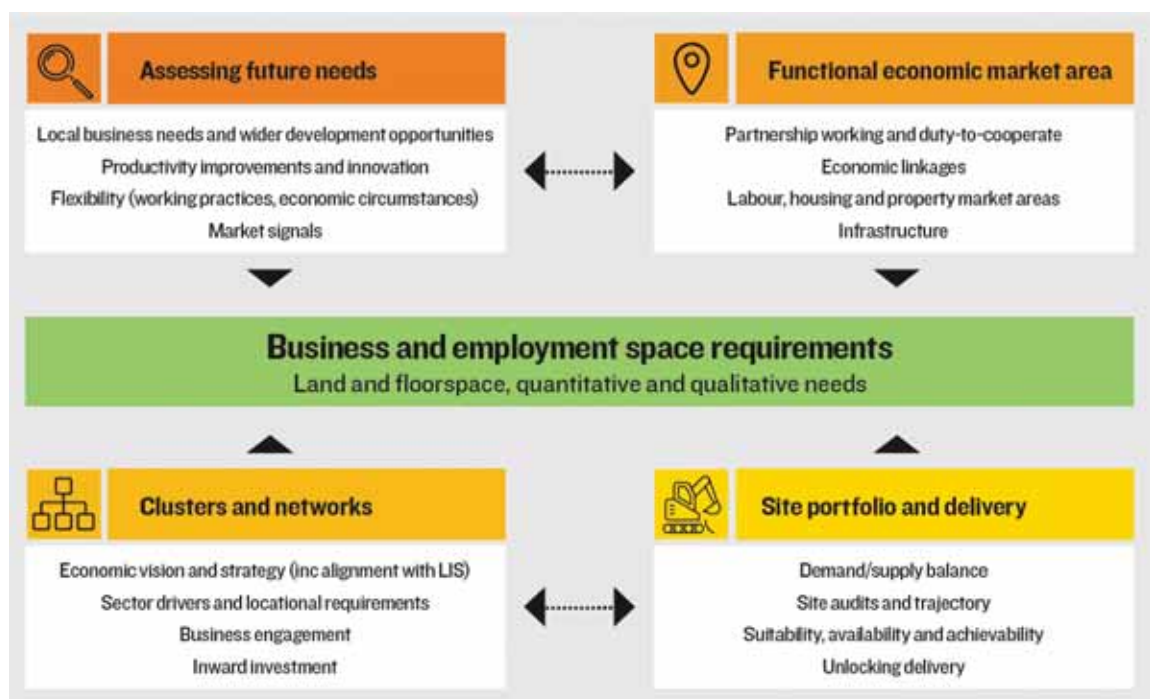 Assessing future needs
Local business needs and wider development opportunities
Productivity improvements and innovation
Flexibility (working practices, economic circumstances)
Market signals
Functional economic market area
Partnership working and duty-to-cooperate
Economic linkages
Labour, housing and property market areas
Infrastructure
Business and employment space requirements
Land and floorspace, quantitative and qualitative needs
Clusters and networks
Economic vision and strategy (inc alignment with LIS)
Sector drivers and locational requirements
Business engagement
Inward investment
Site portfolio and delivery
Demand/supply balance
Site audits and trajectory
Suitability, availability and achievability
Unlocking delivery